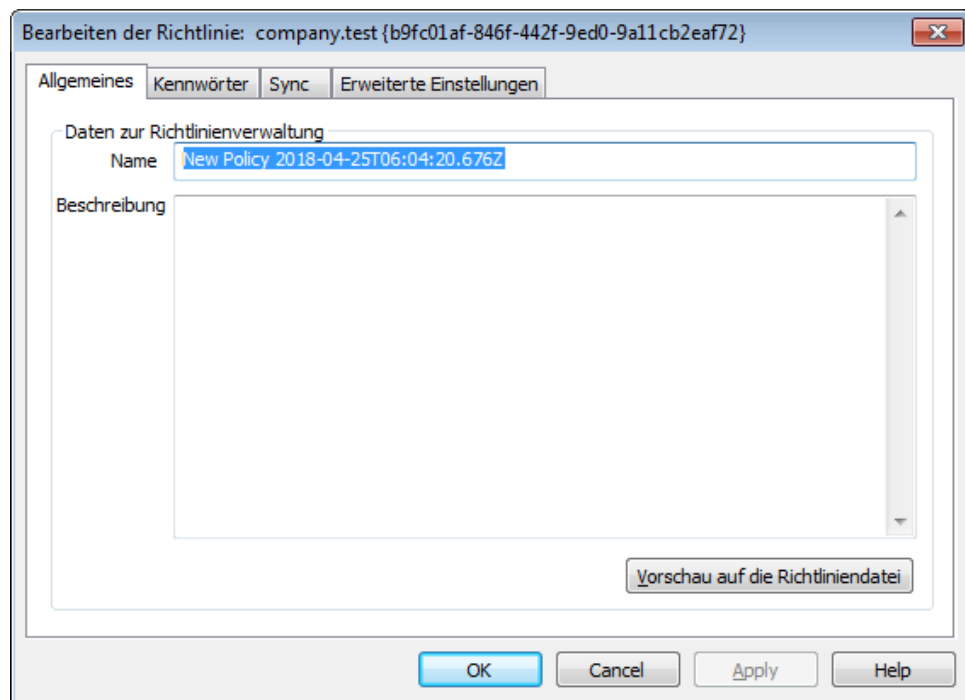 Bearbeiten der Richtlinie: company.test {b9fc01af-846f-442f-9ed0-9a11cb2eaf72}
Allgemeines Kennwörter Sync Erweiterte Einstellungen
Daten zur Richtlinienverwaltung
Name New Policy 2018-04-25T06:04:20.676Z
Beschreibung
Vorschau auf die Richtliniendatei
OK Cancel Apply Help